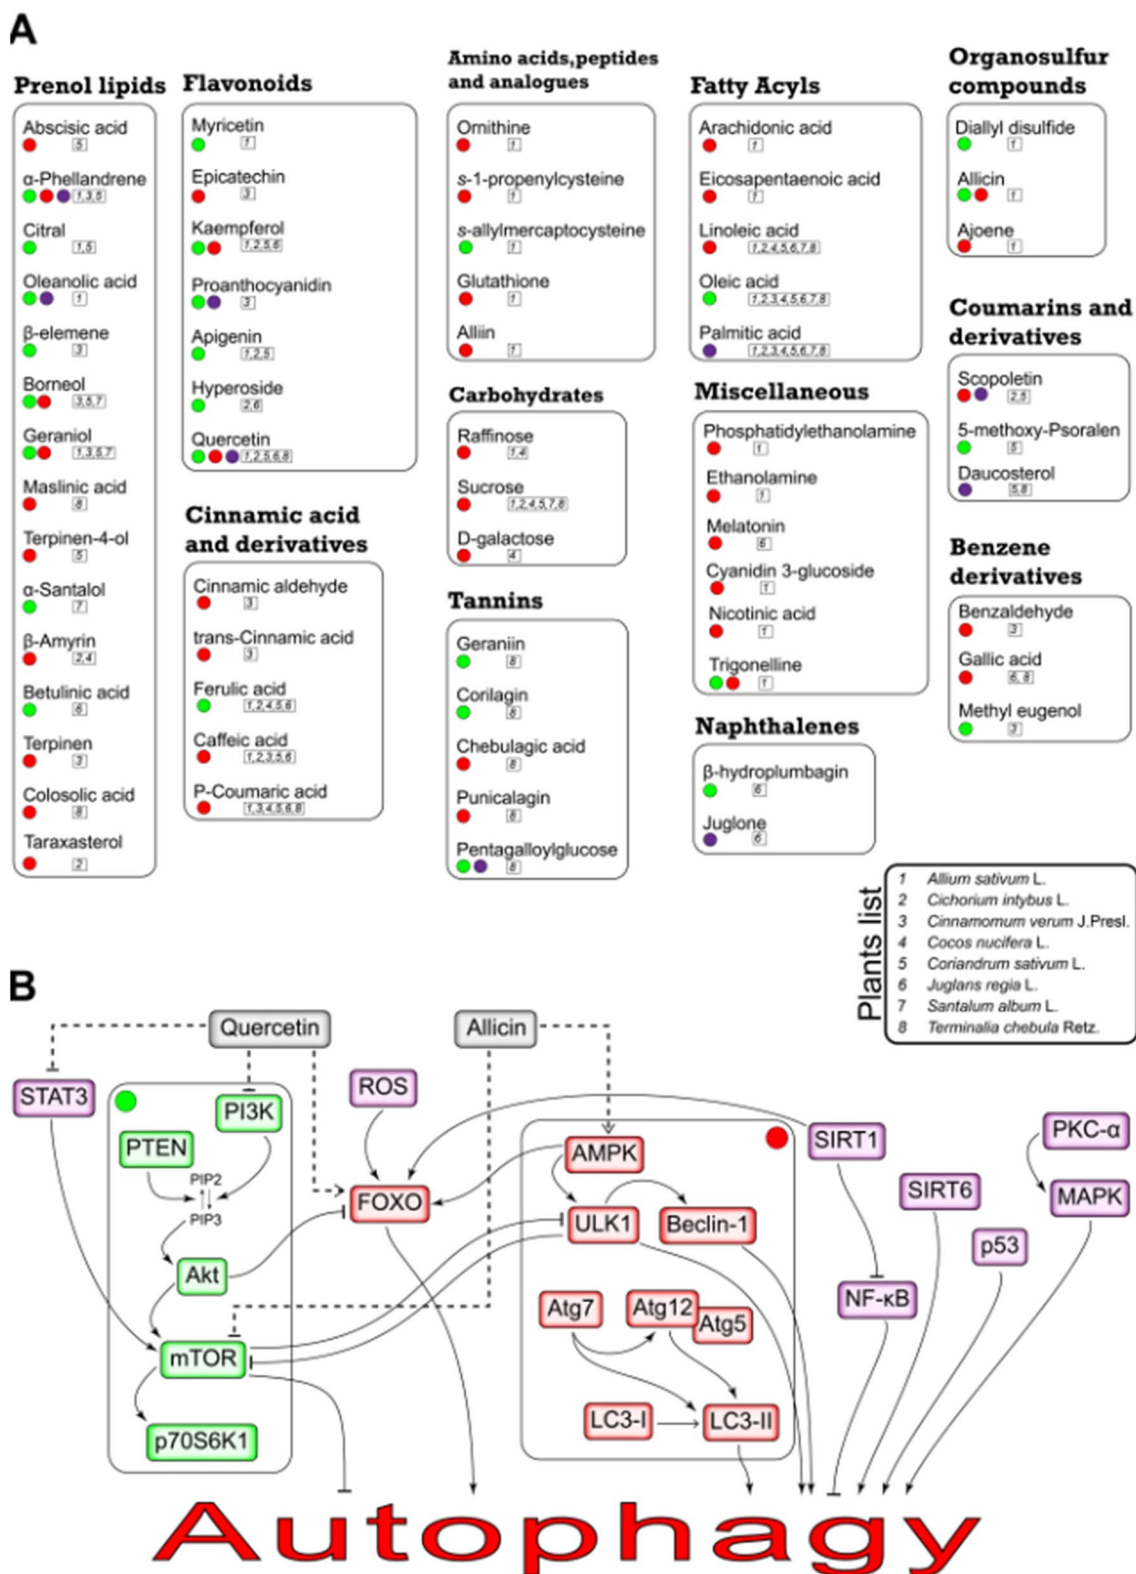 A
Prenol lipids
Abscisic acid
5
α-Phellandrene
1,3,5
Citral
1,5
Oleanolic acid
1
β-elemene
3
Borneol
3,5,7
Geraniol
1,3,5,7
Maslinic acid
8
Terpinen-4-ol
5
α-Santalol
7
β-Amyrin
2,4
Betulinic acid
6
Terpinen
3
Colosolic acid
8
Taraxasterol
2
Flavonoids
Myricetin
1
Epicatechin
3
Kaempferol
1,2,5,6
Proanthocyanidin
3
Apigenin
1,2,5
Hyperoside
2,6
Quercetin
1,2,5,6,8
Cinnamic acid
and derivatives
Cinnamic aldehyde
3
trans-Cinnamic acid
3
Ferulic acid
1,2,4,5,6
Caffeic acid
1,2,3,5,6
P-Coumaric acid
1,3,4,5,6,8
Amino acids,peptides
and analogues
Ornithine
1
s-1-propenylcysteine
1
s-allylmercaptocysteine
1
Glutathione
1
Alliin
1
Carbohydrates
Raffinose
1,4
Sucrose
1,2,4,5,7,8
D-galactose
4
Tannins
Geraniin
8
Corilagin
8
Chebulagic acid
8
Punicalagin
8
Pentagalloylglucose
8
Fatty Acyls
Arachidonic acid
1
Eicosapentaenoic acid
1
Linoleic acid
1,2,4,5,6,7,8
Oleic acid
1,2,3,4,5,6,7,8
Palmitic acid
1,2,3,4,5,6,7,8
Miscellaneous
Phosphatidylethanolamine
1
Ethanolamine
1
Melatonin
6
Cyanidin 3-glucoside
1
Nicotinic acid
1
Trigonelline
1
Naphthalenes
β-hydroplumbagin
6
Juglone
6
Organosulfur
compounds
Diallyl disulfide
1
Allicin
1
Ajoene
1
Coumarins and
derivatives
Scopoletin
2,5
5-methoxy-Psoralen
5
Daucosterol
5,8
Benzene
derivatives
Benzaldehyde
3
Gallic acid
6, 8
Methyl eugenol
3
Plants list
1 Allium sativum L.
2 Cichorium intybus L.
3 Cinnamomum verum J.Presl.
4 Cocos nucifera L.
5 Coriandrum sativum L.
6 Juglans regia L.
7 Santalum album L.
8 Terminalia chebula Retz.
B
Quercetin
Allicin
STAT3
PI3K
PTEN
PIP2
PIP3
Akt
mTOR
p70S6K1
ROS
FOXO
AMPK
ULK1
Beclin-1
Atg7
Atg12
Atg5
LC3-I
LC3-II
SIRT1
NF-κB
SIRT6
p53
PKC-α
MAPK
Autophagy